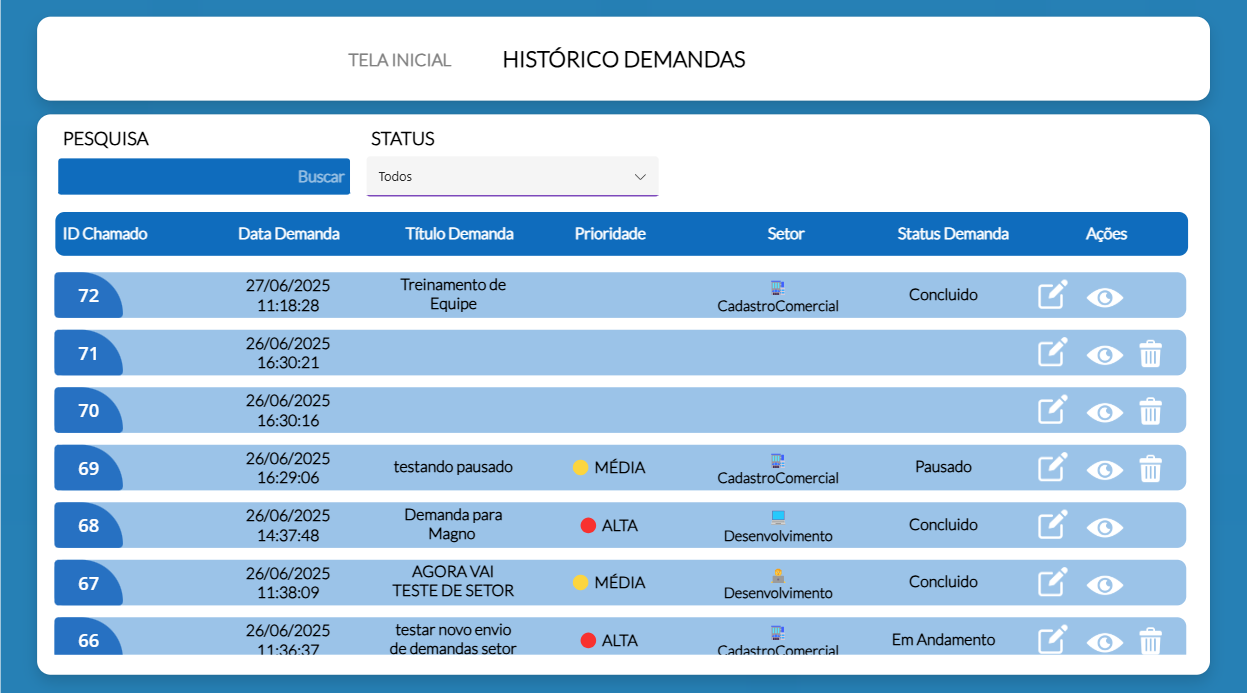 TELA INICIAL HISTÓRICO DEMANDAS
PESQUISA STATUS
Buscar Todos
ID Chamado Data Demanda Título Demanda Prioridade Setor Status Demanda Ações
72 27/06/2025 11:18:28 Treinamento de Equipe CadastroComercial Concluido
71 26/06/2025 16:30:21
70 26/06/2025 16:30:16
69 26/06/2025 16:29:06 testando pausado MÉDIA CadastroComercial Pausado
68 26/06/2025 14:37:48 Demanda para Magno ALTA Desenvolvimento Concluido
67 26/06/2025 11:38:09 AGORA VAI TESTE DE SETOR MÉDIA Desenvolvimento Concluido
66 26/06/2025 11:36:37 testar novo envio de demandas setor ALTA CadastroComercial Em Andamento